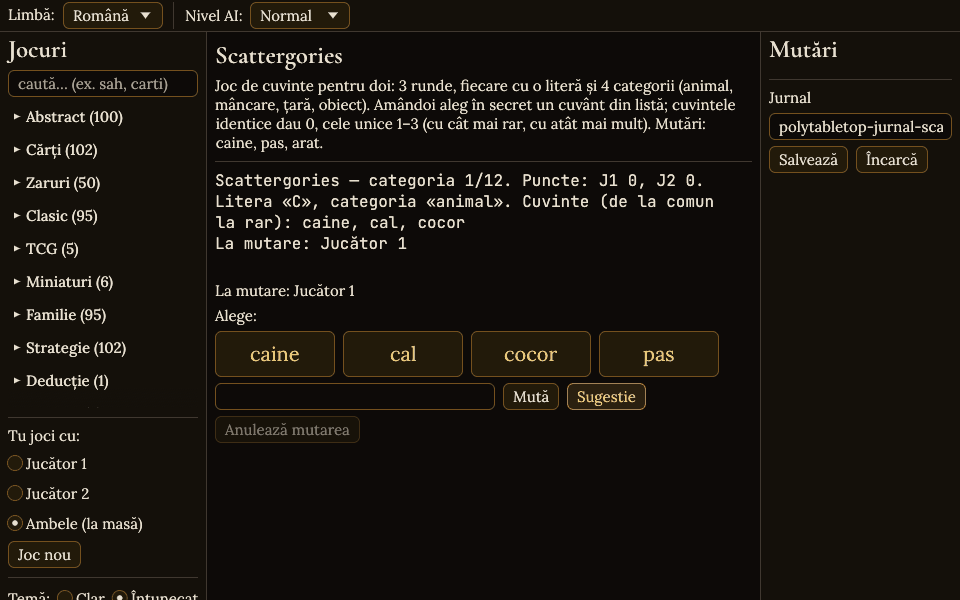 Limbă: Română ▼ Nivel AI: Normal ▼
Jocuri
caută... (ex. sah, carti)
▸ Abstract (100)
▸ Cărți (102)
▸ Zaruri (50)
▸ Clasic (95)
▸ TCG (5)
▸ Miniaturi (6)
▸ Familie (95)
▸ Strategie (102)
▸ Deducție (1)
Tu joci cu:
Jucător 1
Jucător 2
Ambele (la masă)
Joc nou
Temă: Clar Întunecat
Scattergories
Joc de cuvinte pentru doi: 3 runde, fiecare cu o literă și 4 categorii (animal,
mâncare, țară, obiect). Amândoi aleg în secret un cuvânt din listă; cuvintele
identice dau 0, cele unice 1–3 (cu cât mai rar, cu atât mai mult). Mutări:
caine, pas, arat.
Scattergories — categoria 1/12. Puncte: J1 0, J2 0.
Litera «C», categoria «animal». Cuvinte (de la comun
la rar): caine, cal, cocor
La mutare: Jucător 1
La mutare: Jucător 1
Alege:
caine cal cocor pas
Mută Sugestie
Anulează mutarea
Mutări
Jurnal
polytabletop-jurnal-sca
Salvează Încarcă